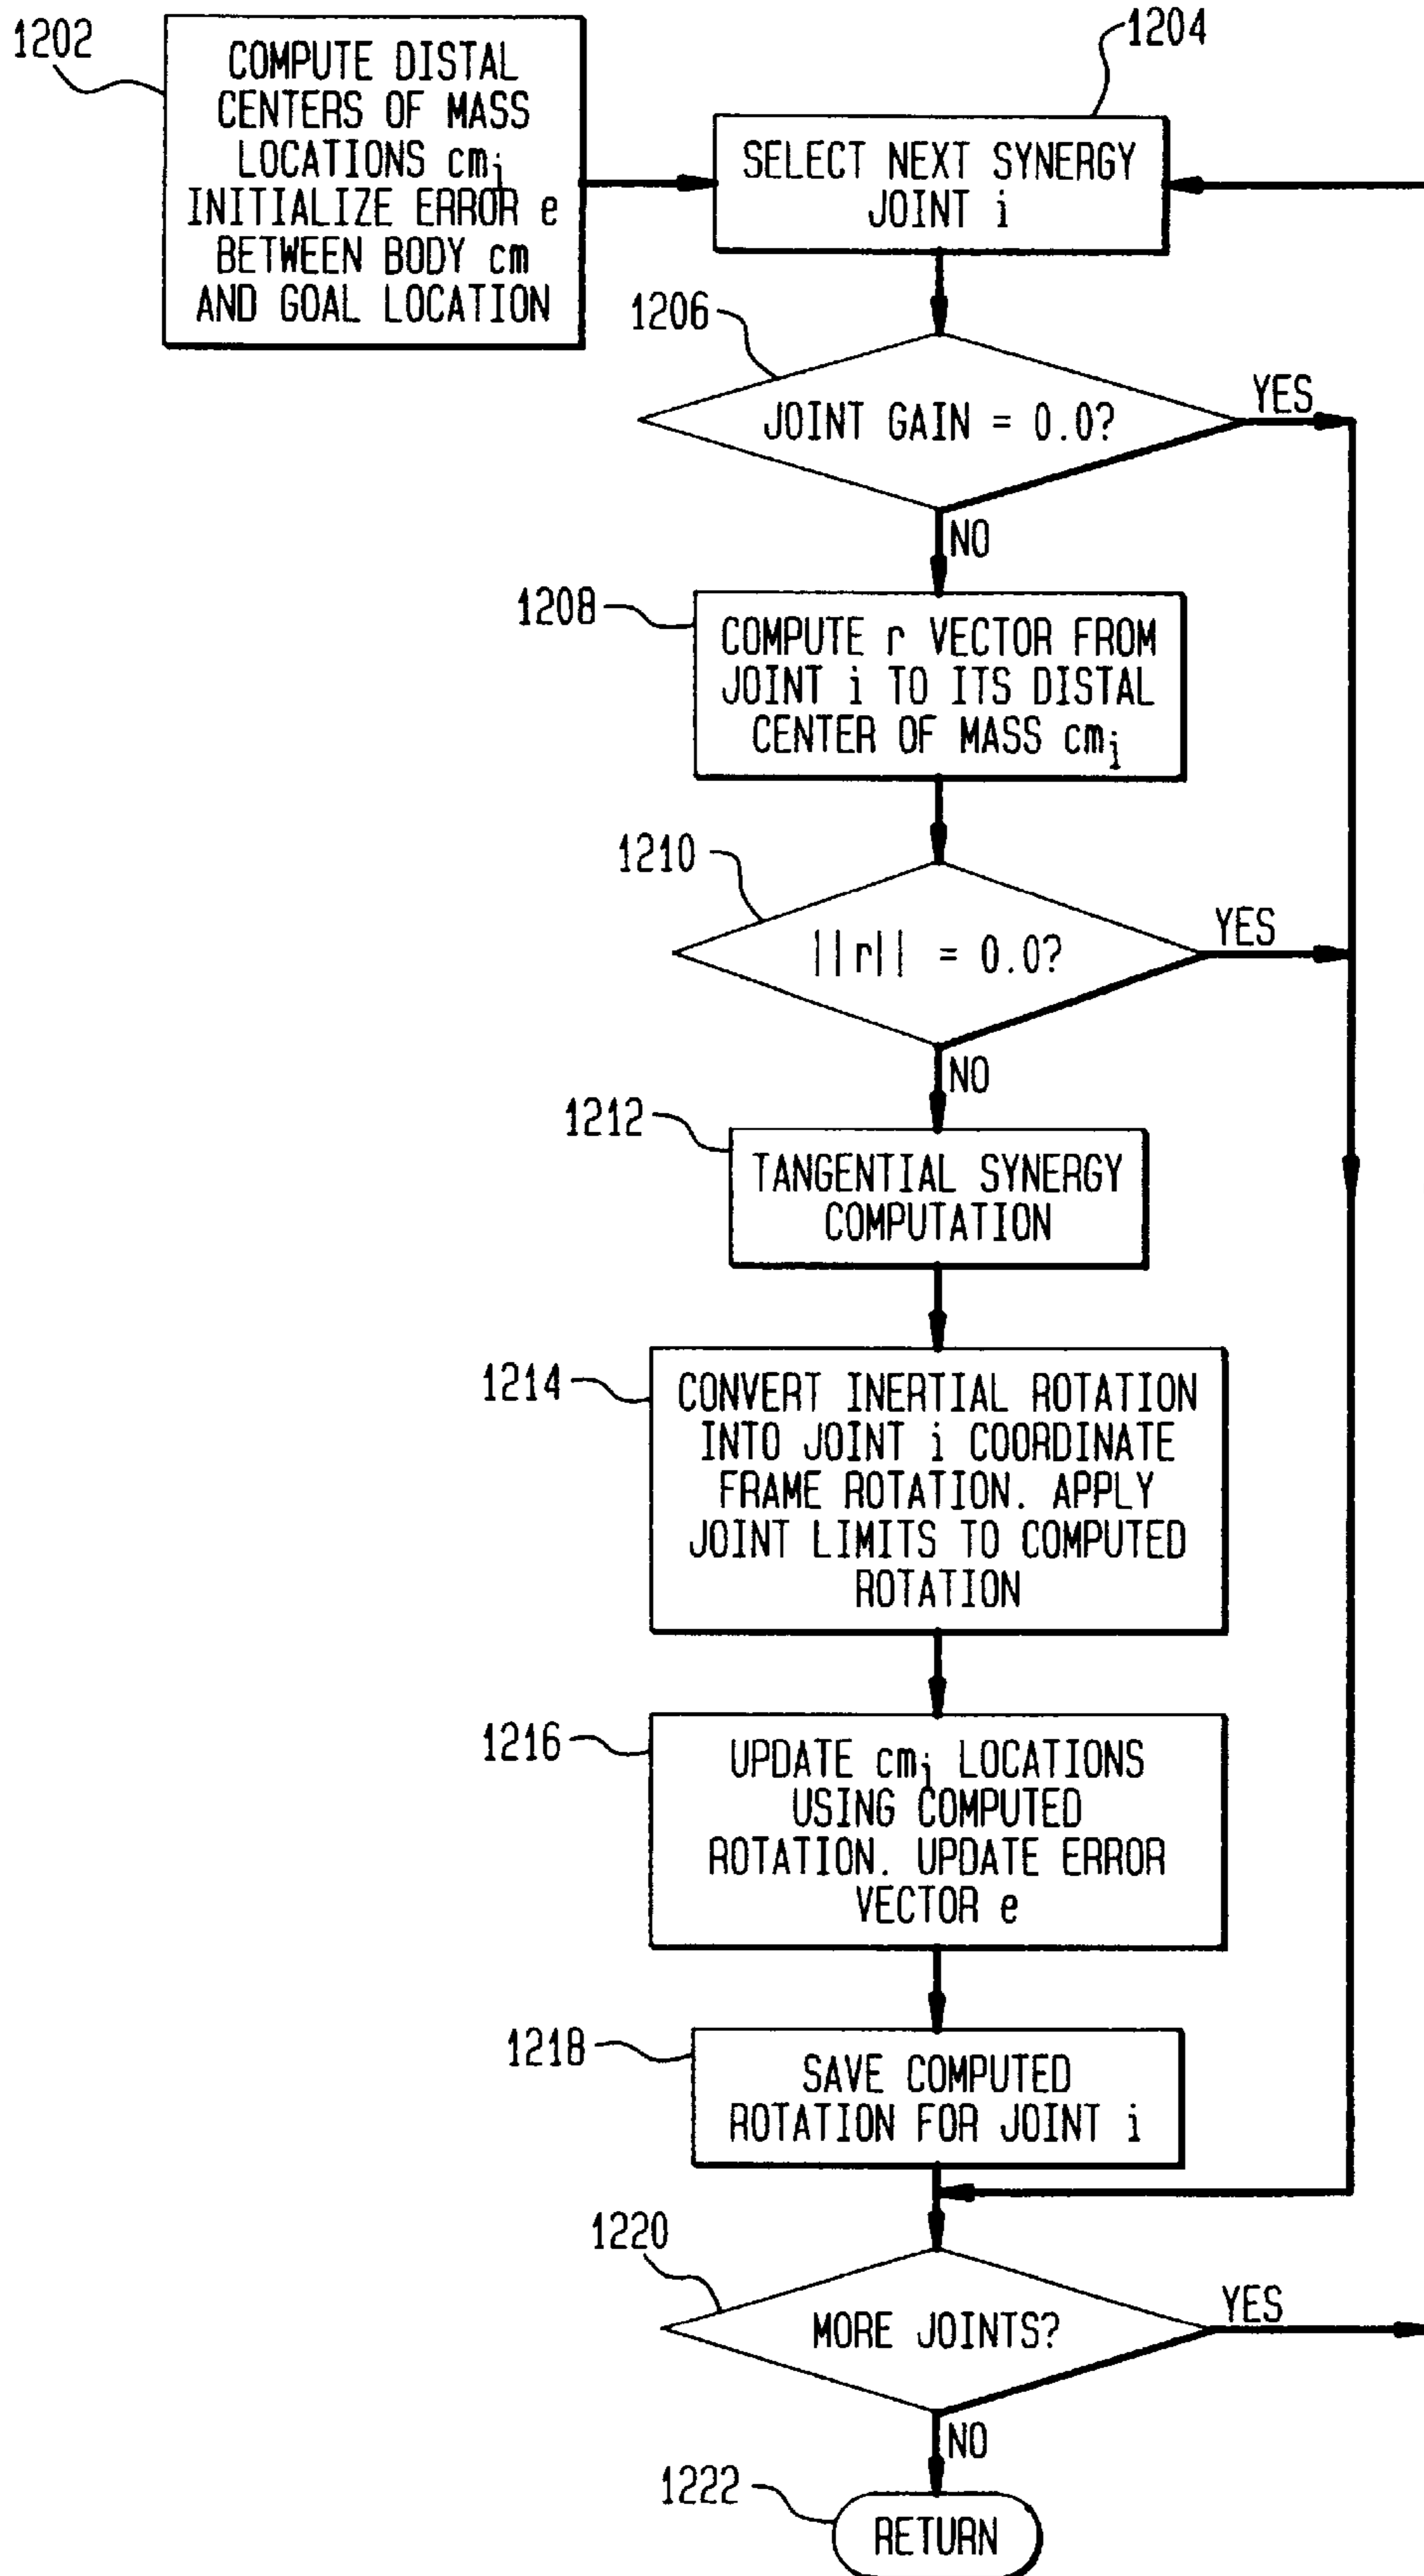 1202
COMPUTE DISTAL
CENTERS OF MASS
LOCATIONS cmi
INITIALIZE ERROR e
BETWEEN BODY cm
AND GOAL LOCATION
1204
SELECT NEXT SYNERGY
JOINT i
1206
JOINT GAIN = 0.0?
YES
NO
1208
COMPUTE r VECTOR FROM
JOINT i TO ITS DISTAL
CENTER OF MASS cmi
1210
||r|| = 0.0?
YES
NO
1212
TANGENTIAL SYNERGY
COMPUTATION
1214
CONVERT INERTIAL ROTATION
INTO JOINT i COORDINATE
FRAME ROTATION. APPLY
JOINT LIMITS TO COMPUTED
ROTATION
1216
UPDATE cmi LOCATIONS
USING COMPUTED
ROTATION. UPDATE ERROR
VECTOR e
1218
SAVE COMPUTED
ROTATION FOR JOINT i
1220
MORE JOINTS?
YES
NO
1222
RETURN